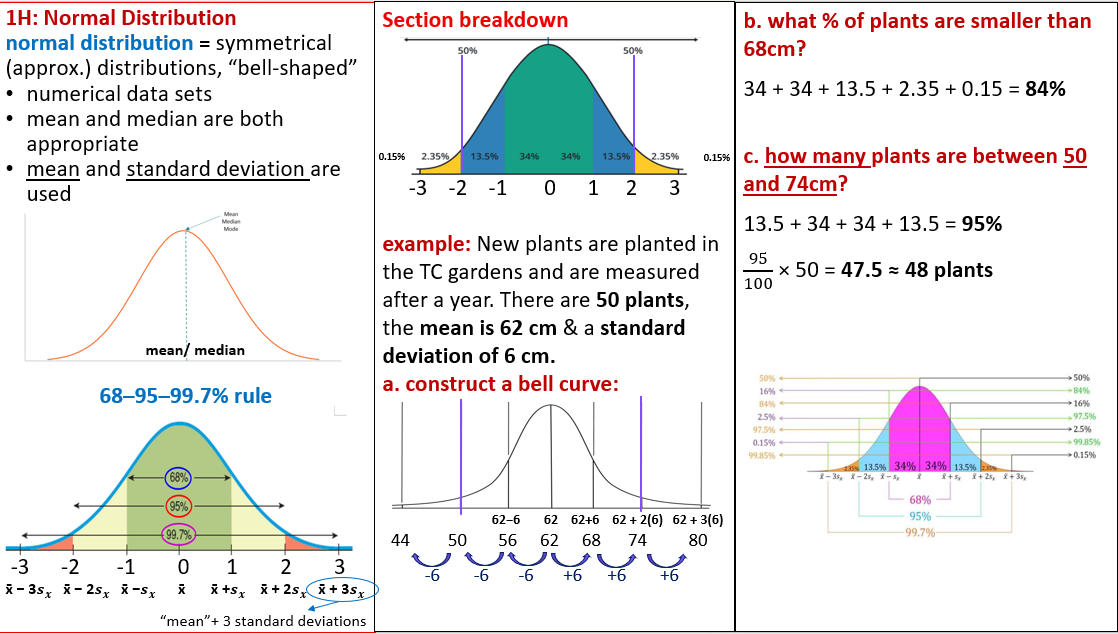 1H: Normal Distribution
normal distribution = symmetrical
(approx.) distributions, “bell-shaped”
• numerical data sets
• mean and median are both
appropriate
• mean and standard deviation are
used
Mean
Median
Mode
mean/ median
68–95–99.7% rule
68%
95%
99.7%
-3 -2 -1 0 1 2 3
x̄ − 3sₓ x̄ − 2sₓ x̄ −sₓ x̄ x̄ +sₓ x̄ + 2sₓ x̄ + 3sₓ
“mean”+ 3 standard deviations
Section breakdown
50% 50%
0.15% 2.35% 13.5% 34% 34% 13.5% 2.35% 0.15%
-3 -2 -1 0 1 2 3
example: New plants are planted in
the TC gardens and are measured
after a year. There are 50 plants,
the mean is 62 cm & a standard
deviation of 6 cm.
a. construct a bell curve:
62−6 62 62+6 62 + 2(6) 62 + 3(6)
44 50 56 62 68 74 80
-6 -6 -6 +6 +6 +6
b. what % of plants are smaller than
68cm?
34 + 34 + 13.5 + 2.35 + 0.15 = 84%
c. how many plants are between 50
and 74cm?
13.5 + 34 + 34 + 13.5 = 95%
95/100 × 50 = 47.5 ≈ 48 plants
50% 50%
16% 84%
84% 16%
2.5% 97.5%
97.5% 2.5%
0.15% 99.85%
99.85% 0.15%
2.35% 13.5% 34% 34% 13.5% 2.35%
x̄ − 3sₓ x̄ − 2sₓ x̄ − sₓ x̄ x̄ + sₓ x̄ + 2sₓ x̄ + 3sₓ
68%
95%
99.7%